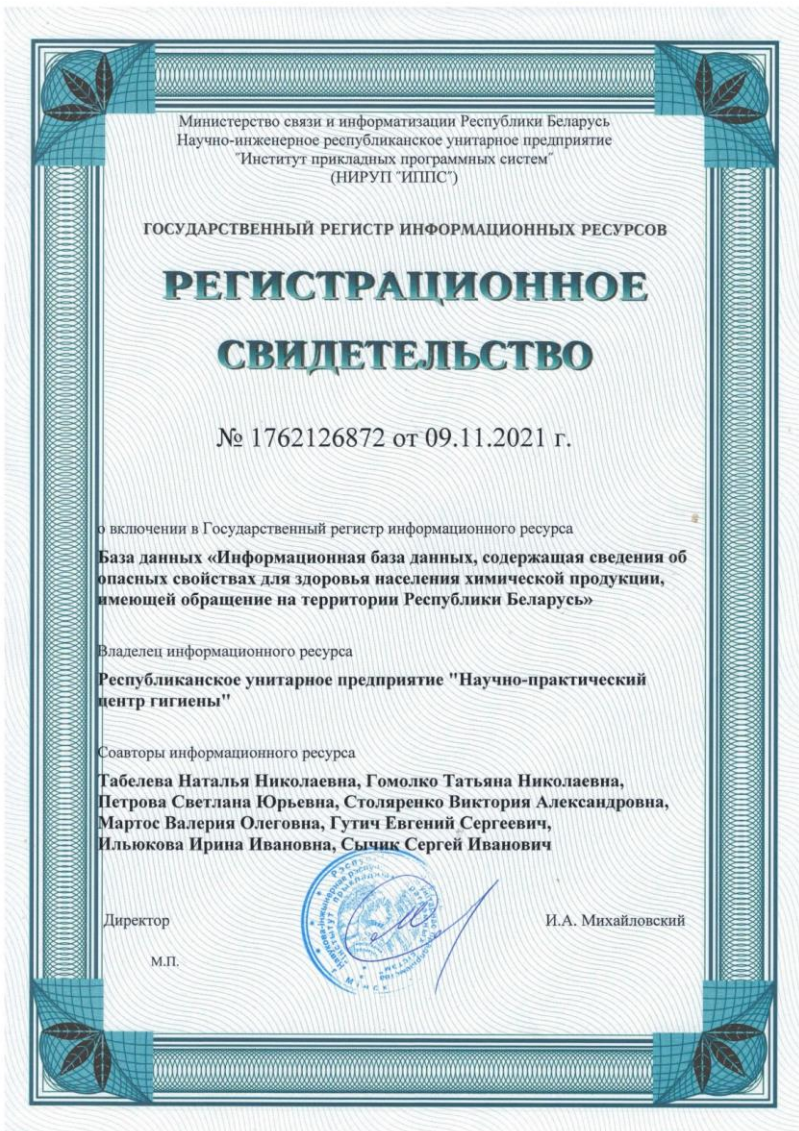 Министерство связи и информатизации Республики Беларусь
Научно-инженерное республиканское унитарное предприятие
"Институт прикладных программных систем"
(НИРУП "ИППС")
ГОСУДАРСТВЕННЫЙ РЕГИСТР ИНФОРМАЦИОННЫХ РЕСУРСОВ
РЕГИСТРАЦИОННОЕ
СВИДЕТЕЛЬСТВО
№ 1762126872 от 09.11.2021 г.
о включении в Государственный регистр информационного ресурса
База данных «Информационная база данных, содержащая сведения об
опасных свойствах для здоровья населения химической продукции,
имеющей обращение на территории Республики Беларусь»
Владелец информационного ресурса
Республиканское унитарное предприятие "Научно-практический
центр гигиены"
Соавторы информационного ресурса
Табелева Наталья Николаевна, Гомолко Татьяна Николаевна,
Петрова Светлана Юрьевна, Столяренко Виктория Александровна,
Мартос Валерия Олеговна, Гутич Евгений Сергеевич,
Ильюкова Ирина Ивановна, Сычик Сергей Иванович
Директор
И.А. Михайловский
М.П.
г. Мінск